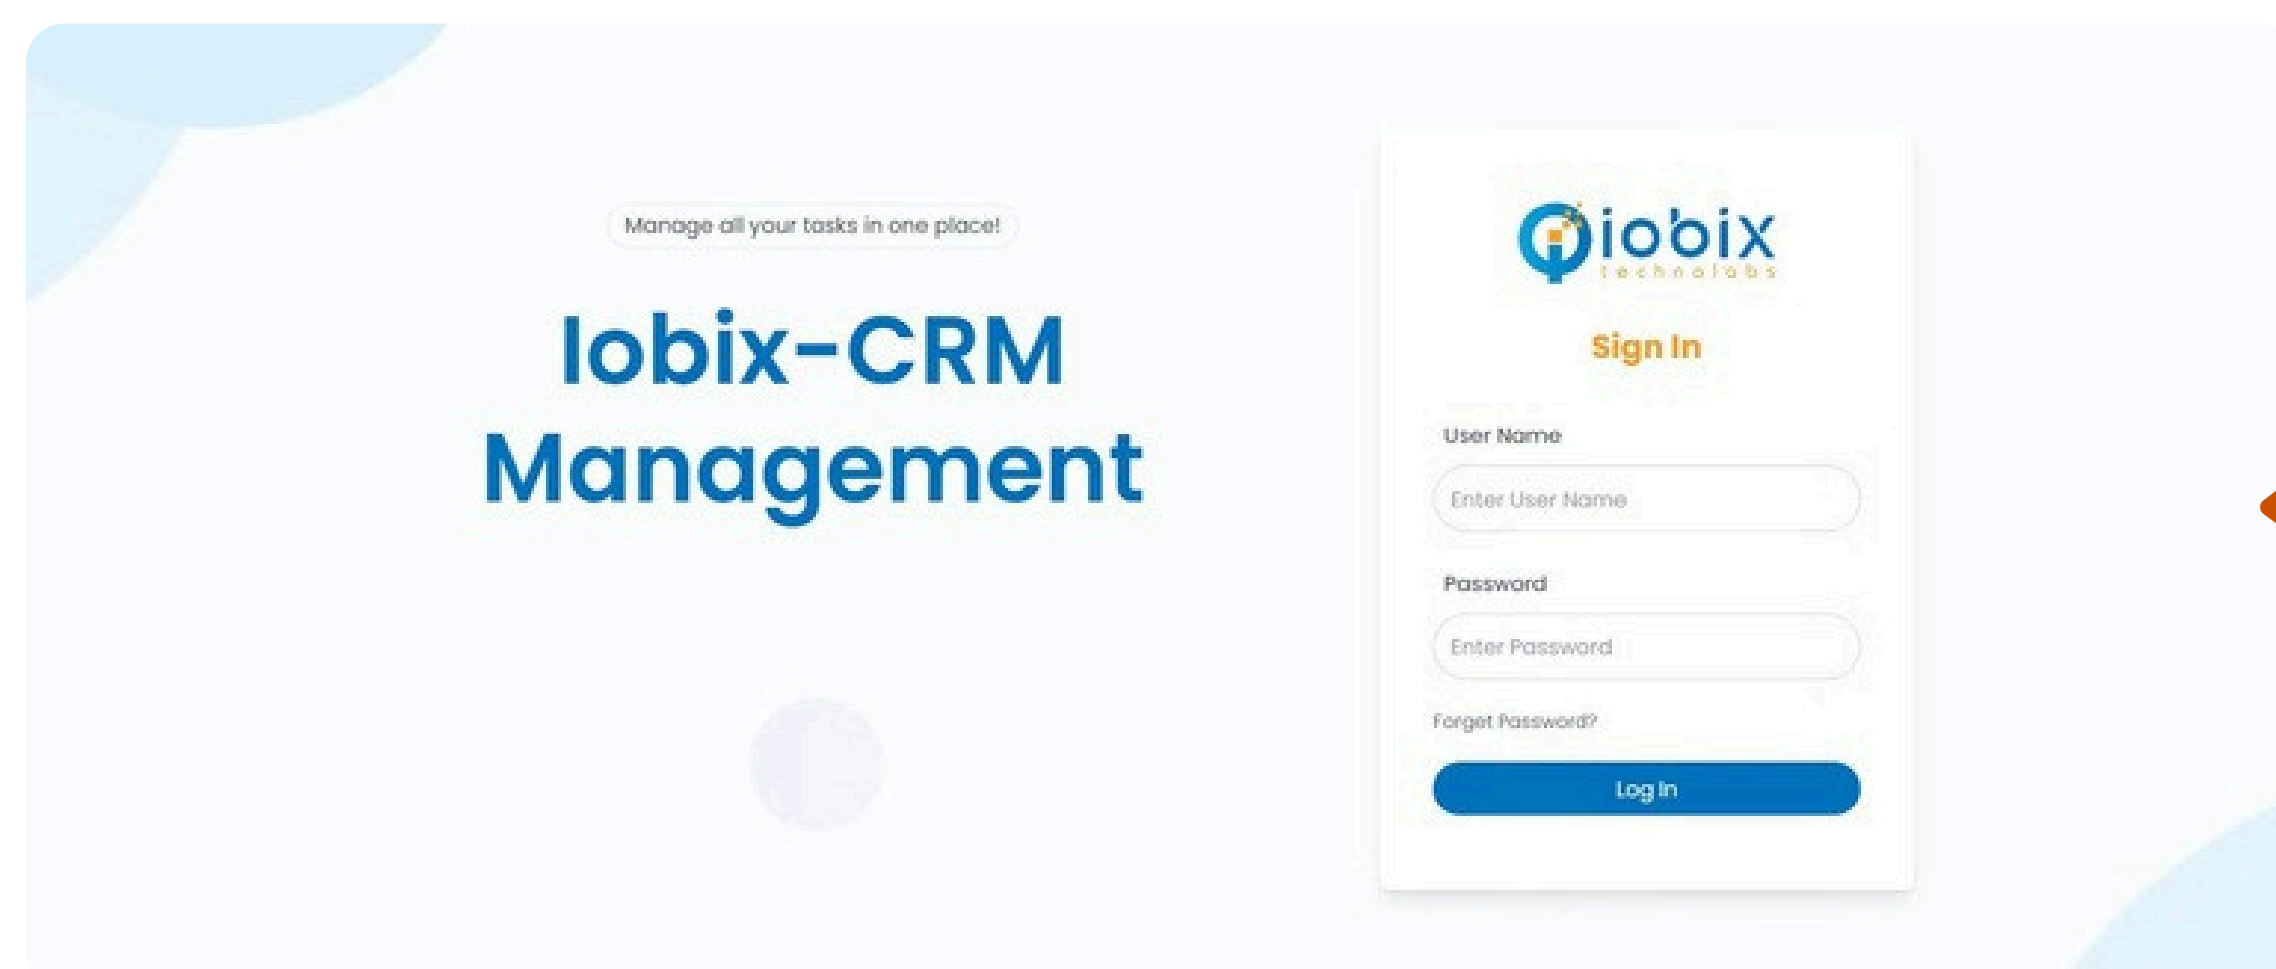 Manage all your tasks in one place!
Iobix-CRM
Management
iobix
technolabs
Sign In
User Name
Enter User Name
Password
Enter Password
Forget Password?
Log In